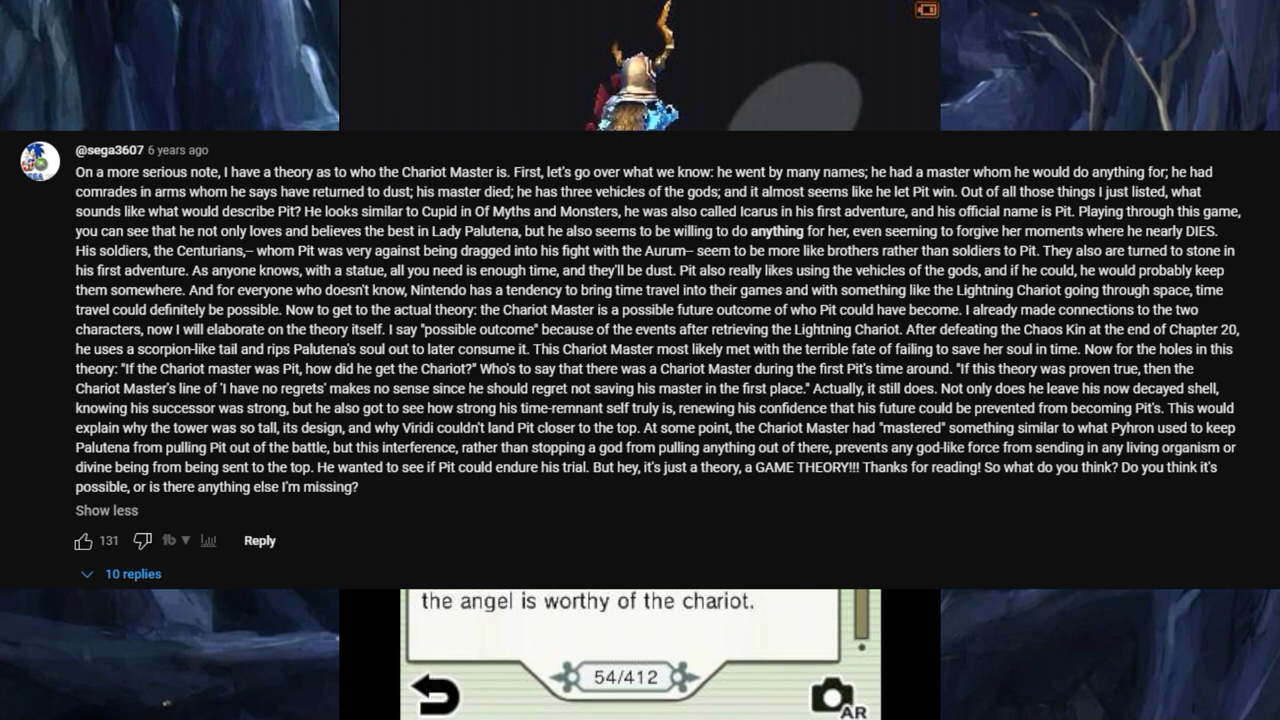 @sega3607 6 years ago
On a more serious note, I have a theory as to who the Chariot Master is. First, let's go over what we know: he went by many names; he had a master whom he would do anything for; he had
comrades in arms whom he says have returned to dust; his master died; he has three vehicles of the gods; and it almost seems like he let Pit win. Out of all those things I just listed, what
sounds like what would describe Pit? He looks similar to Cupid in Of Myths and Monsters, he was also called Icarus in his first adventure, and his official name is Pit. Playing through this game,
you can see that he not only loves and believes the best in Lady Palutena, but he also seems to be willing to do anything for her, even seeming to forgive her moments where he nearly DIES.
His soldiers, the Centurians,-- whom Pit was very against being dragged into his fight with the Aurum-- seem to be more like brothers rather than soldiers to Pit. They also are turned to stone in
his first adventure. As anyone knows, with a statue, all you need is enough time, and they'll be dust. Pit also really likes using the vehicles of the gods, and if he could, he would probably keep
them somewhere. And for everyone who doesn't know, Nintendo has a tendency to bring time travel into their games and with something like the Lightning Chariot going through space, time
travel could definitely be possible. Now to get to the actual theory: the Chariot Master is a possible future outcome of who Pit could have become. I already made connections to the two
characters, now I will elaborate on the theory itself. I say "possible outcome" because of the events after retrieving the Lightning Chariot. After defeating the Chaos Kin at the end of Chapter 20,
he uses a scorpion-like tail and rips Palutena's soul out to later consume it. This Chariot Master most likely met with the terrible fate of failing to save her soul in time. Now for the holes in this
theory: "If the Chariot master was Pit, how did he get the Chariot?" Who's to say that there was a Chariot Master during the first Pit's time around. "If this theory was proven true, then the
Chariot Master's line of 'I have no regrets' makes no sense since he should regret not saving his master in the first place." Actually, it still does. Not only does he leave his now decayed shell,
knowing his successor was strong, but he also got to see how strong his time-remnant self truly is, renewing his confidence that his future could be prevented from becoming Pit's. This would
explain why the tower was so tall, its design, and why Viridi couldn't land Pit closer to the top. At some point, the Chariot Master had "mastered" something similar to what Pyhron used to keep
Palutena from pulling Pit out of the battle, but this interference, rather than stopping a god from pulling anything out of there, prevents any god-like force from sending in any living organism or
divine being from being sent to the top. He wanted to see if Pit could endure his trial. But hey, it's just a theory, a GAME THEORY!!! Thanks for reading! So what do you think? Do you think it's
possible, or is there anything else I'm missing?
Show less
131 Reply
10 replies
the angel is worthy of the chariot.
54/412
AR